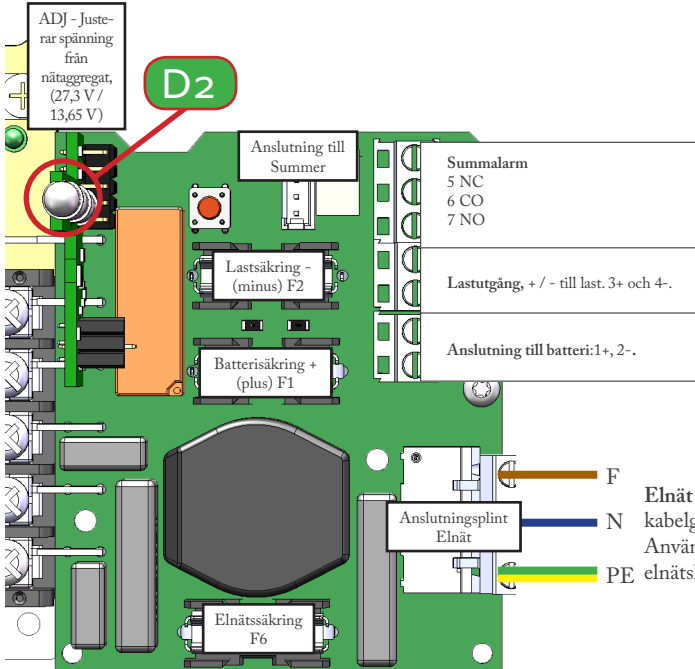 ADJ - Juste-
rar spänning
från
nätaggregat,
(27,3 V /
13,65 V)
D2
Anslutning till
Summer
Summalarm
5 NC
6 CO
7 NO
Lastsäkring -
(minus) F2
Lastutgång, + / - till last. 3+ och 4-.
Batterisäkring +
(plus) F1
Anslutning till batteri:1+, 2-.
Anslutningsplint
Elnät
F
N
PE
Elnät
kabelg
Använ
elnäts
Elnätssäkring
F6